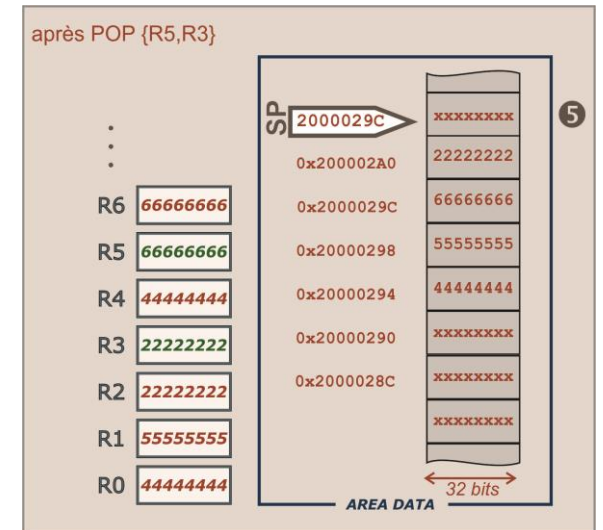 après POP {R5,R3}
SP 2000029C xxxxxxxx ❺
0x200002A0 22222222
R6 66666666 0x2000029C 66666666
R5 66666666 0x20000298 55555555
R4 44444444 0x20000294 44444444
R3 22222222 0x20000290 xxxxxxxx
R2 22222222 0x2000028C xxxxxxxx
R1 55555555 xxxxxxxx
R0 44444444 32 bits
AREA DATA